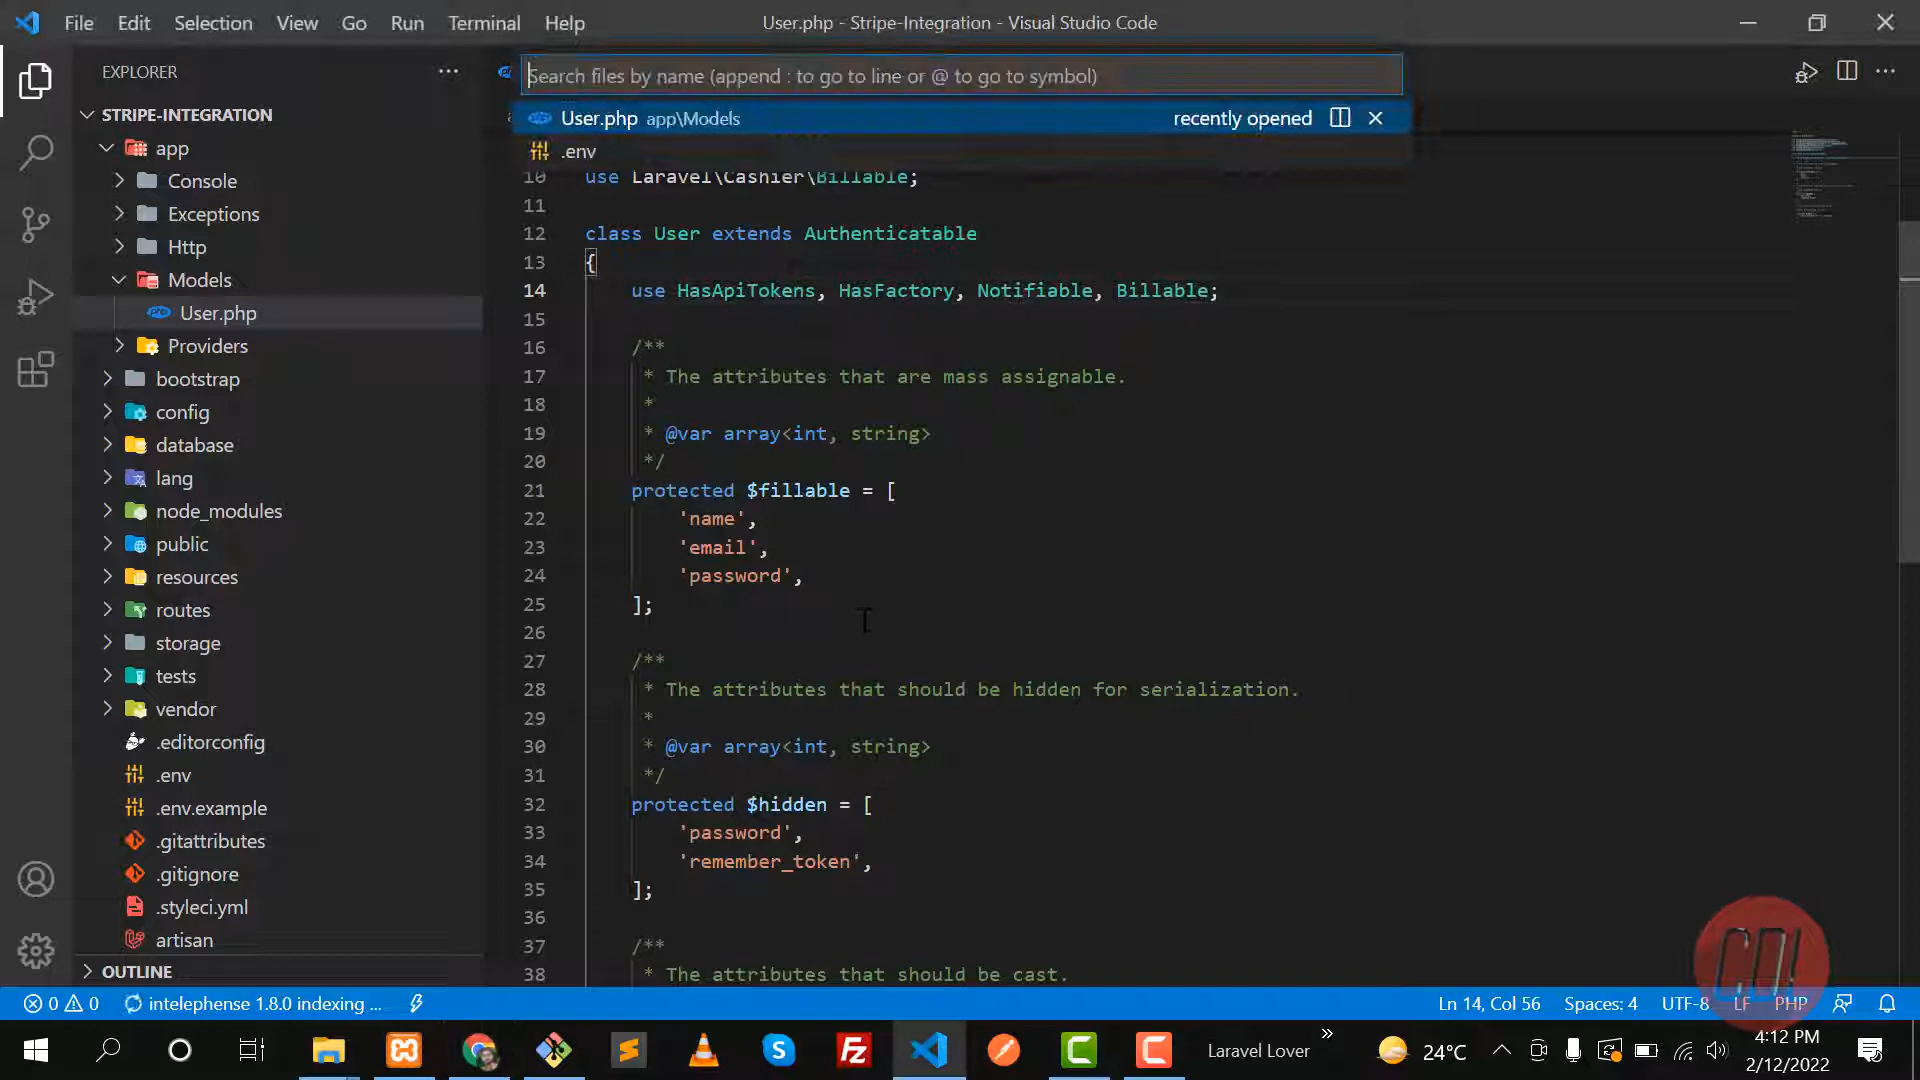 File Edit Selection View Go Run Terminal Help
User.php - Stripe-Integration - Visual Studio Code
EXPLORER
Search files by name (append : to go to line or @ to go to symbol)
STRIPE-INTEGRATION
User.php app\Models recently opened
.env
app
Console
Exceptions
Http
Models
User.php
Providers
bootstrap
config
database
lang
node_modules
public
resources
routes
storage
tests
vendor
.editorconfig
.env
.env.example
.gitattributes
.gitignore
.styleci.yml
artisan
OUTLINE
10 use Laravel\Cashier\Billable;
11
12 class User extends Authenticatable
13 {
14 use HasApiTokens, HasFactory, Notifiable, Billable;
15
16 /**
17 * The attributes that are mass assignable.
18 *
19 * @var array<int, string>
20 */
21 protected $fillable = [
22 'name',
23 'email',
24 'password',
25 ];
26
27 /**
28 * The attributes that should be hidden for serialization.
29 *
30 * @var array<int, string>
31 */
32 protected $hidden = [
33 'password',
34 'remember_token',
35 ];
36
37 /**
38 * The attributes that should be cast.
0 0 intelephense 1.8.0 indexing ...
Ln 14, Col 56 Spaces: 4 UTF-8 LF PHP
Laravel Lover
24°C
4:12 PM
2/12/2022